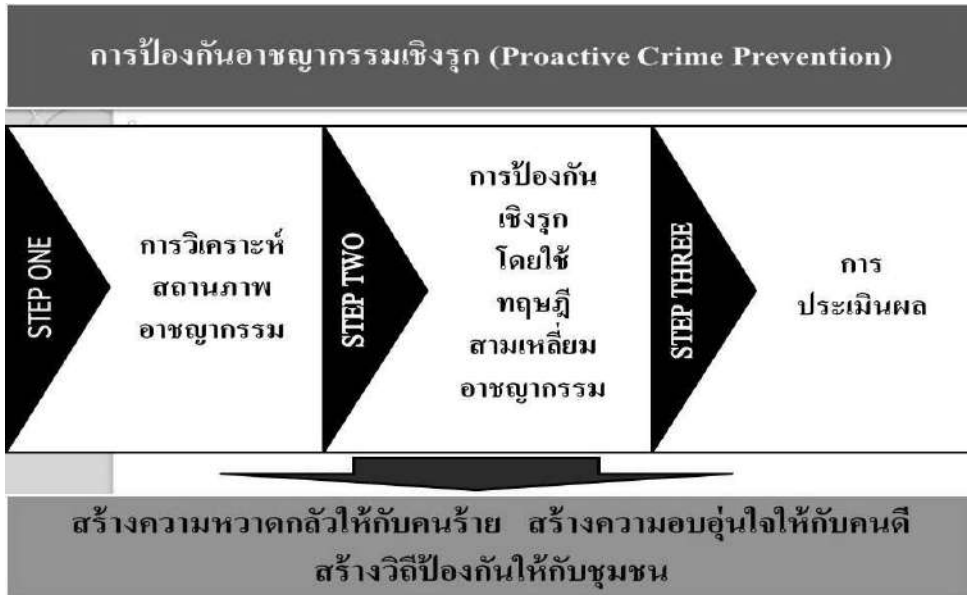 การป้องกันอาชญากรรมเชิงรุก (Proactive Crime Prevention)
STEP ONE
การวิเคราะห์
สถานภาพ
อาชญากรรม
STEP TWO
การป้องกัน
เชิงรุก
โดยใช้
ทฤษฎี
สามเหลี่ยม
อาชญากรรม
STEP THREE
การ
ประเมินผล
สร้างความหวาดกลัวให้กับคนร้าย สร้างความอบอุ่นใจให้กับคนดี
สร้างวิถีป้องกันให้กับชุมชน